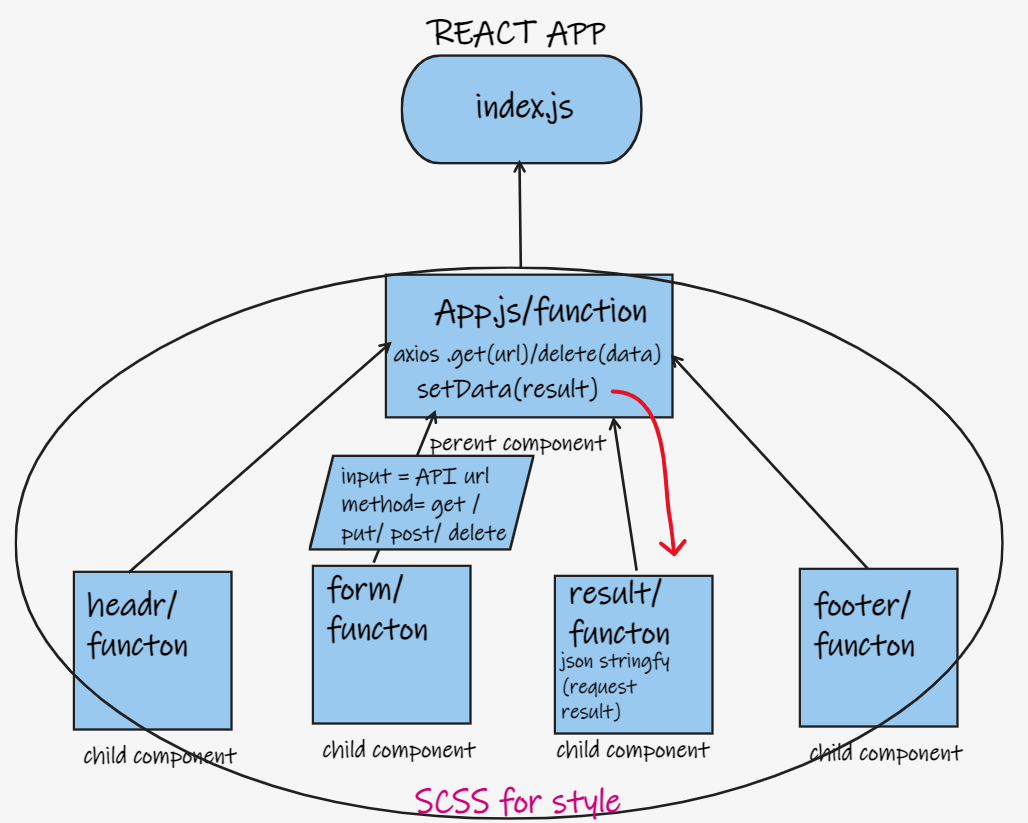 REACT APP
index.js
App.js/function
axios .get(url)/delete(data)
setData(result)
perent component
input = API url
method= get /
put/ post/ delete
headr/
functon
form/
functon
result/
functon
json stringfy
(request
result)
footer/
functon
child component
child component
child component
child component
SCSS for style